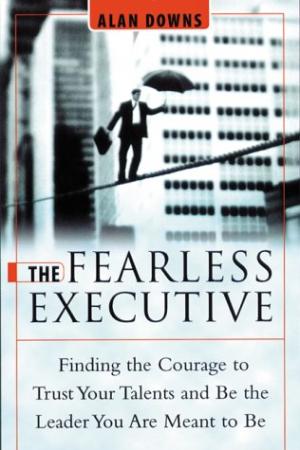 ALAN DOWNS
THE FEARLESS
EXECUTIVE
Finding the Courage to
Trust Your Talents and Be the
Leader You Are Meant to Be